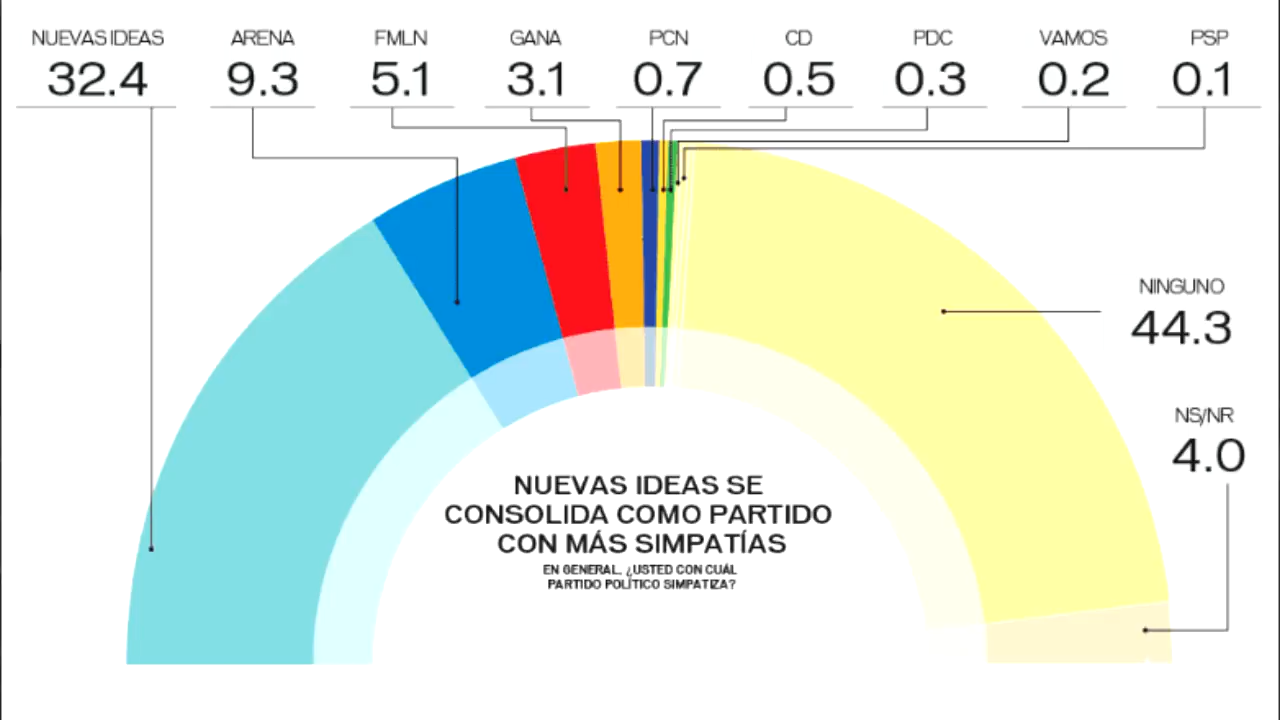 NUEVAS IDEAS ARENA FMLN GANA PCN CD PDC VAMOS PSP
32.4 9.3 5.1 3.1 0.7 0.5 0.3 0.2 0.1
NINGUNO
44.3
NS/NR
4.0
NUEVAS IDEAS SE
CONSOLIDA COMO PARTIDO
CON MÁS SIMPATÍAS
EN GENERAL, ¿USTED CON CUÁL
PARTIDO POLÍTICO SIMPATIZA?